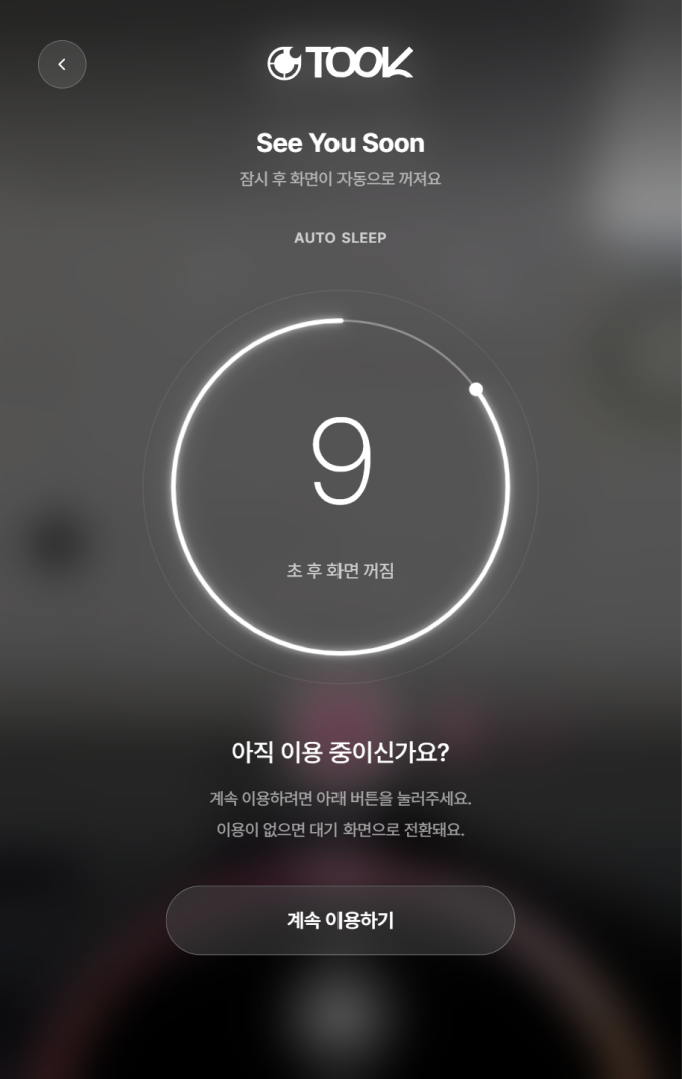 TOOK
See You Soon
잠시 후 화면이 자동으로 꺼져요
AUTO SLEEP
9
초 후 화면 꺼짐
아직 이용 중이신가요?
계속 이용하려면 아래 버튼을 눌러주세요.
이용이 없으면 대기 화면으로 전환돼요.
계속 이용하기